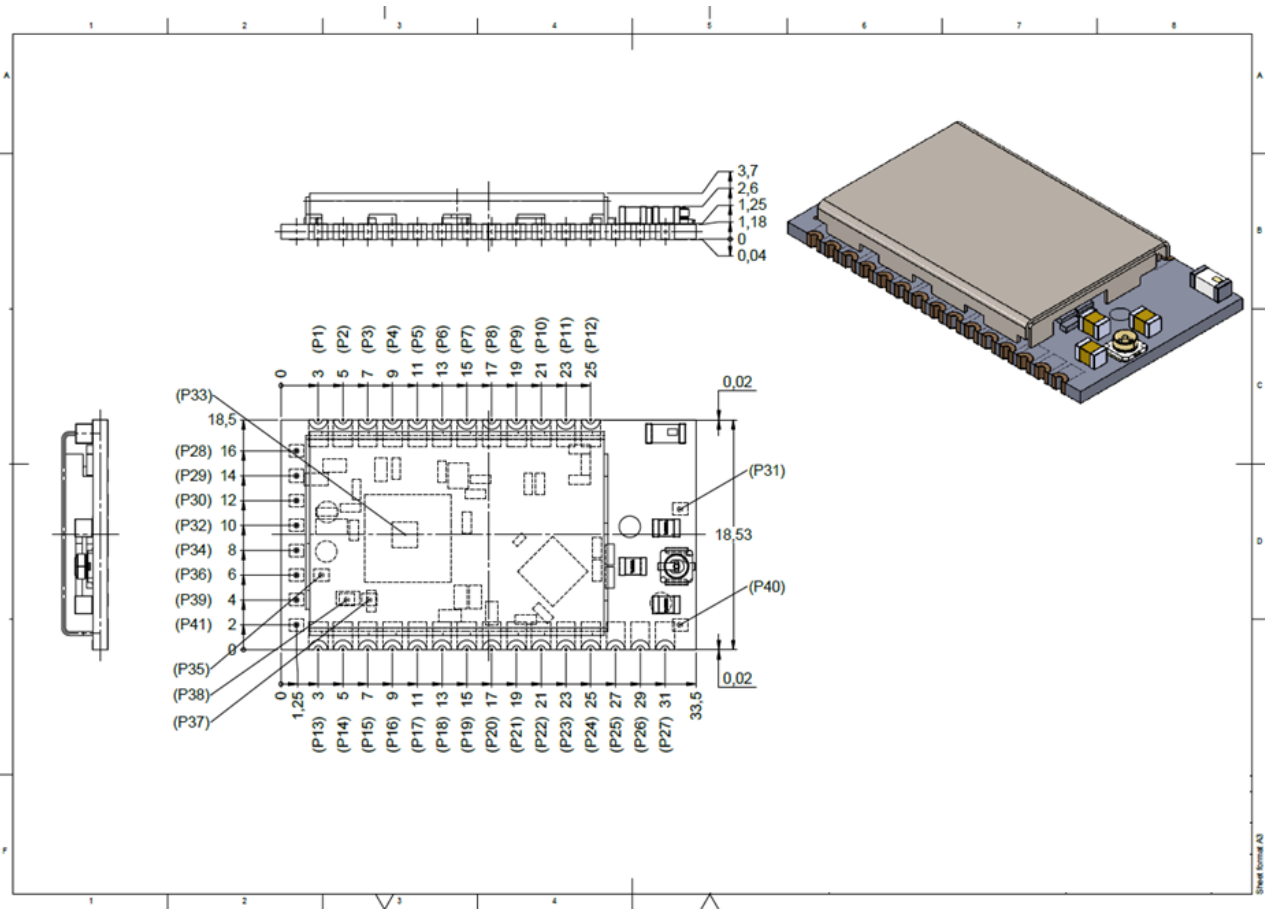 1 2 3 4 5 6 7 8
A A
3,7
2,6
1,25
1,18
0
0,04
B B
(P1) (P2) (P3) (P4) (P5) (P6) (P7) (P8) (P9) (P10) (P11) (P12)
0 3 5 7 9 11 13 15 17 19 21 23 25
0,02
C C
(P33)
18,5
(P28) 16
(P29) 14
(P30) 12
(P32) 10
(P34) 8
(P36) 6
(P39) 4
(P41) 2
0
(P31)
18,53
D D
(P40)
(P35)
(P38)
(P37)
0,02
0 1,25 3 5 7 9 11 13 15 17 19 21 23 25 27 29 31 33,5
(P13) (P14) (P15) (P16) (P17) (P18) (P19) (P20) (P21) (P22) (P23) (P24) (P25) (P26) (P27)
F
Sheet format A3
1 2 3 4